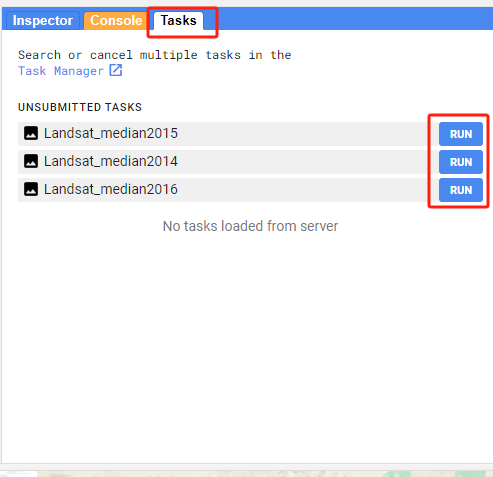 Inspector Console Tasks
Search or cancel multiple tasks in the
Task Manager
UNSUBMITTED TASKS
Landsat_median2015 RUN
Landsat_median2014 RUN
Landsat_median2016 RUN
No tasks loaded from server